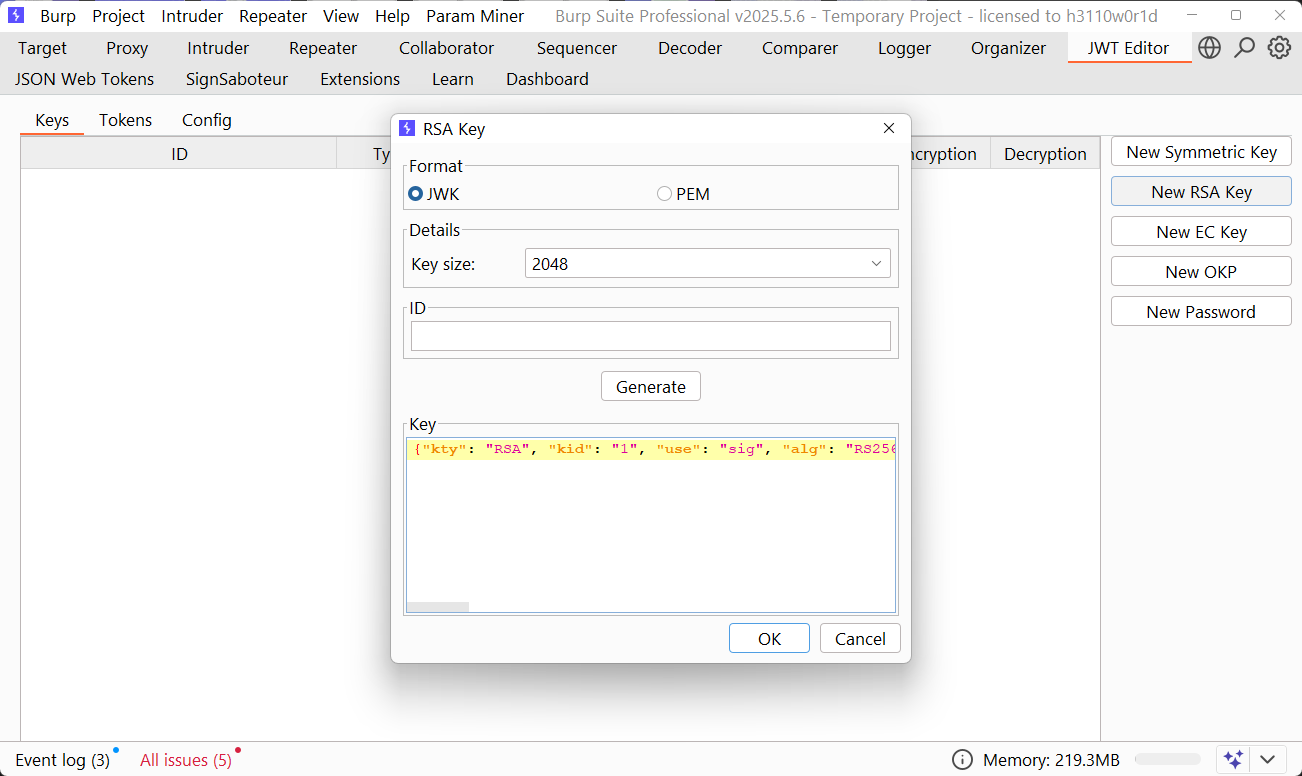 Burp Project Intruder Repeater View Help Param Miner Burp Suite Professional v2025.5.6 - Temporary Project - licensed to h3110w0r1d
Target Proxy Intruder Repeater Collaborator Sequencer Decoder Comparer Logger Organizer JWT Editor
JSON Web Tokens SignSaboteur Extensions Learn Dashboard
Keys Tokens Config
RSA Key
ID Ty ncryption Decryption
New Symmetric Key
New RSA Key
New EC Key
New OKP
New Password
Format
JWK PEM
Details
Key size: 2048
ID
Generate
Key
{"kty": "RSA", "kid": "1", "use": "sig", "alg": "RS256
OK Cancel
Event log (3) All issues (5) Memory: 219.3MB